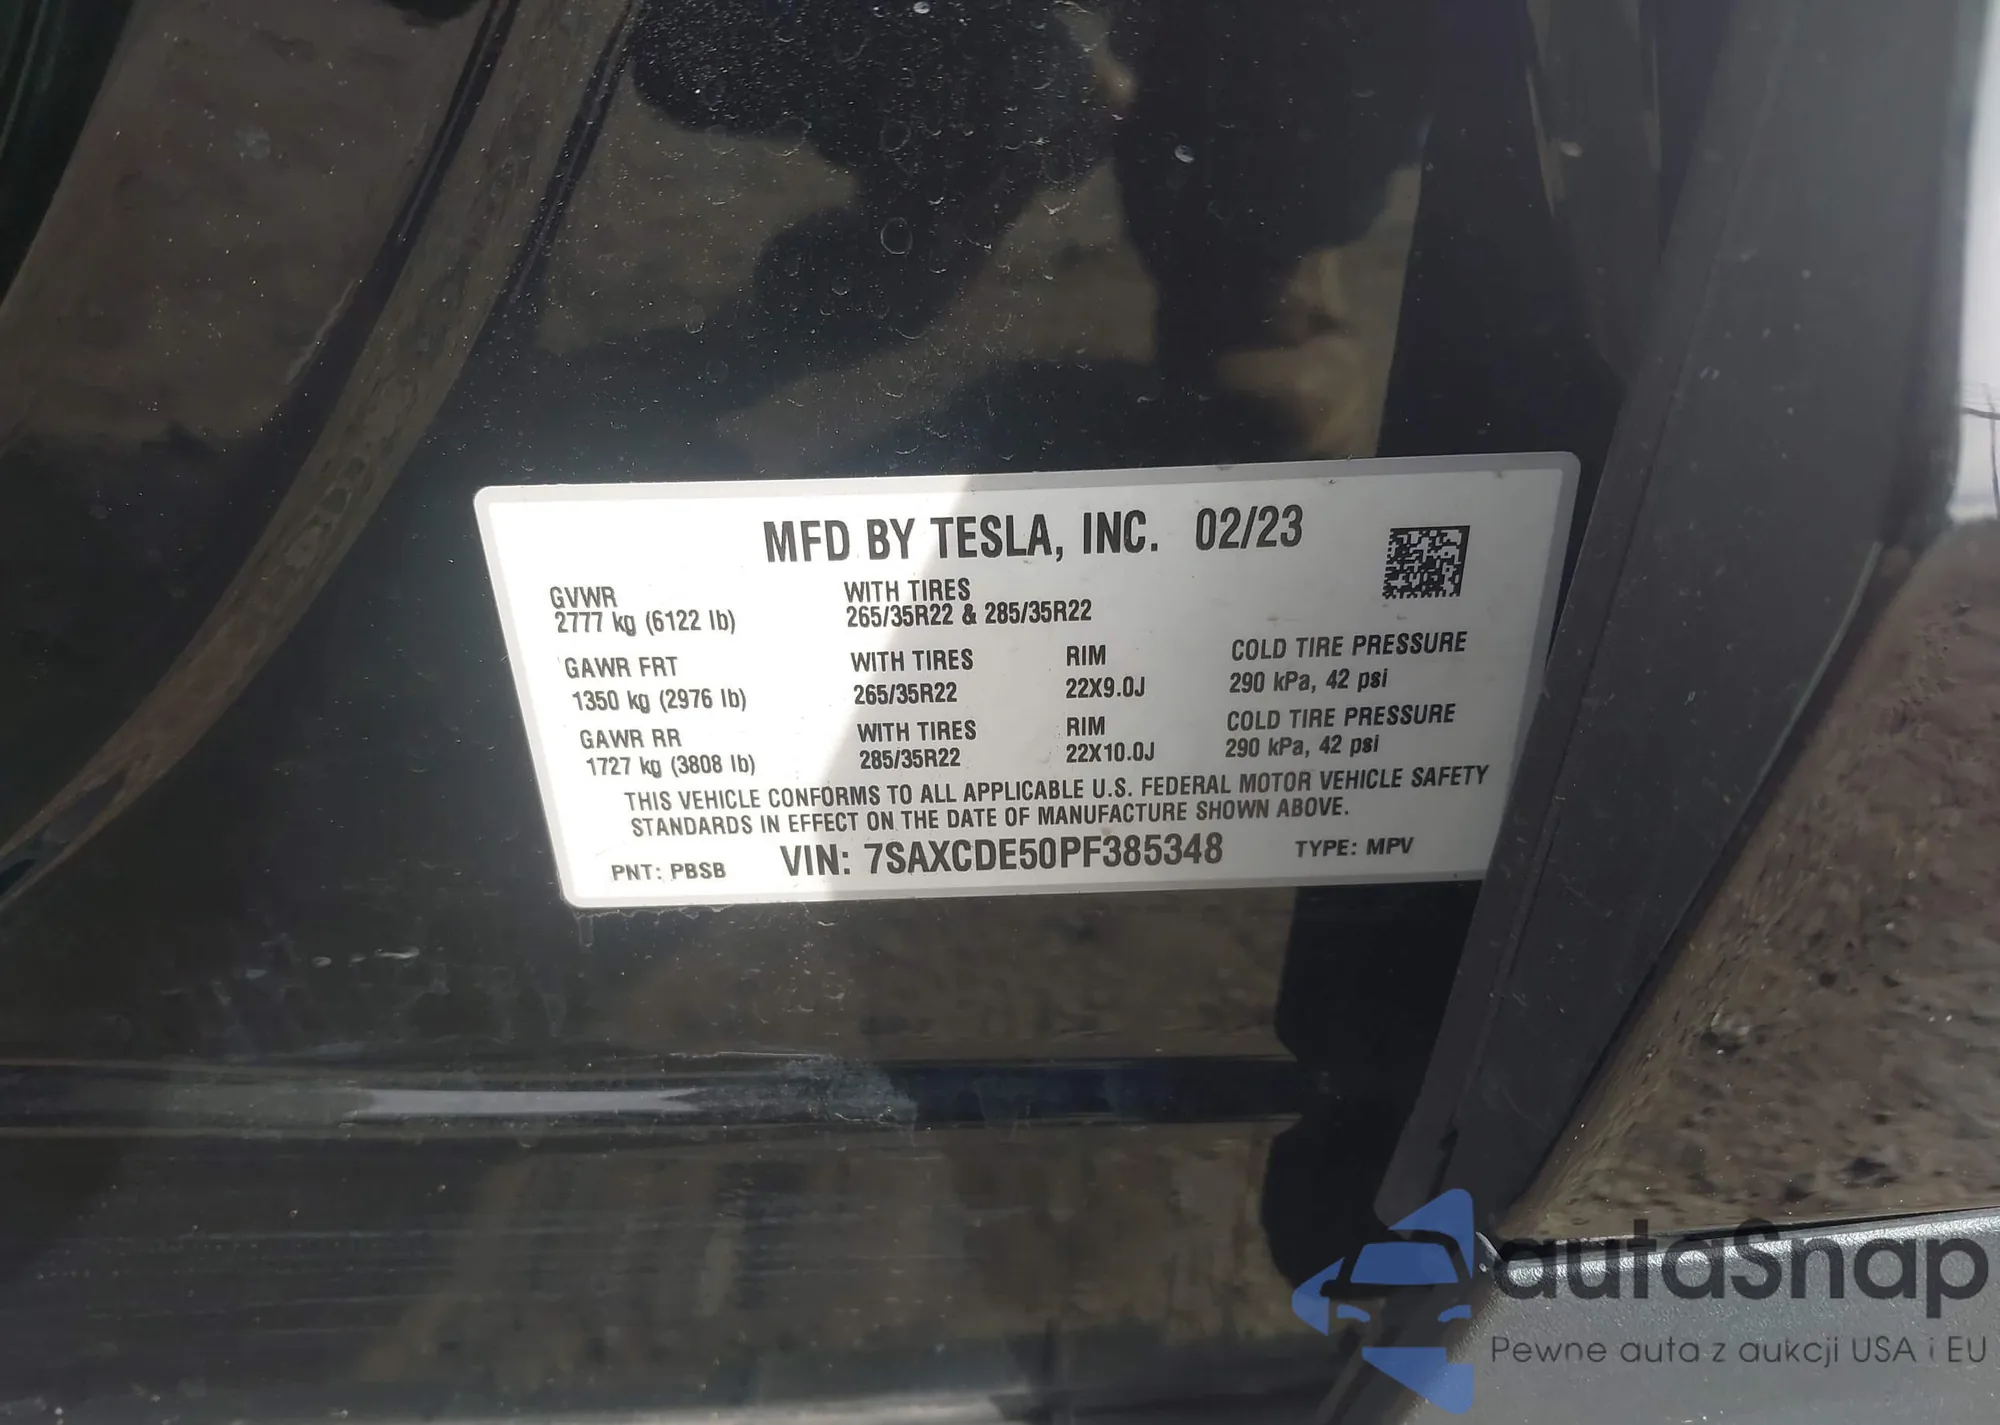 MFD BY TESLA, INC. 02/23
GVWR
2777 kg (6122 lb)
WITH TIRES
265/35R22 & 285/35R22
GAWR FRT
1350 kg (2976 lb)
WITH TIRES
265/35R22
RIM
22X9.0J
COLD TIRE PRESSURE
290 kPa, 42 psi
GAWR RR
1727 kg (3808 lb)
WITH TIRES
285/35R22
RIM
22X10.0J
COLD TIRE PRESSURE
290 kPa, 42 psi
THIS VEHICLE CONFORMS TO ALL APPLICABLE U.S. FEDERAL MOTOR VEHICLE SAFETY
STANDARDS IN EFFECT ON THE DATE OF MANUFACTURE SHOWN ABOVE.
PNT: PBSB
VIN: 7SAXCDE50PF385348
TYPE: MPV
autaSnap
Pewne auta z aukcji USA i EU